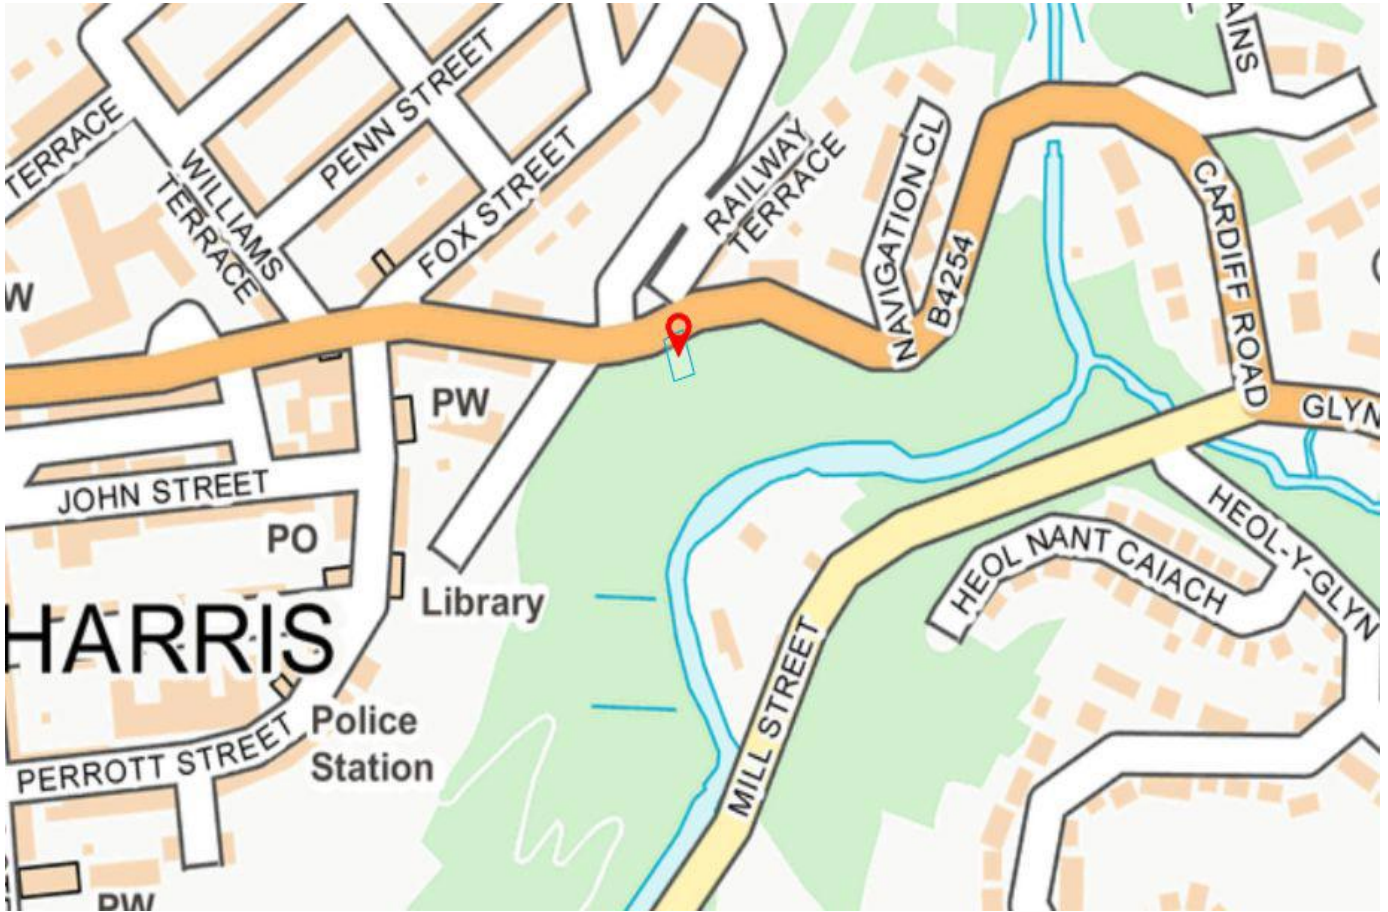 AINS
TERRACE
PENN STREET
WILLIAMS
TERRACE
FOX STREET
RAILWAY
TERRACE
NAVIGATION CL
B4254
CARDIFF ROAD
W
PW
GLYN
JOHN STREET
PO
HEOL-Y-GLYN
HEOL NANT CAIACH
Library
HARRIS
MILL STREET
Police
Station
PERROTT STREET
PW